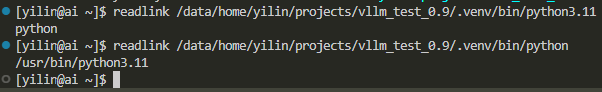 [yilin@ai ~]$ readlink /data/home/yilin/projects/vllm_test_0.9/.venv/bin/python3.11
python
[yilin@ai ~]$ readlink /data/home/yilin/projects/vllm_test_0.9/.venv/bin/python
/usr/bin/python3.11
[yilin@ai ~]$